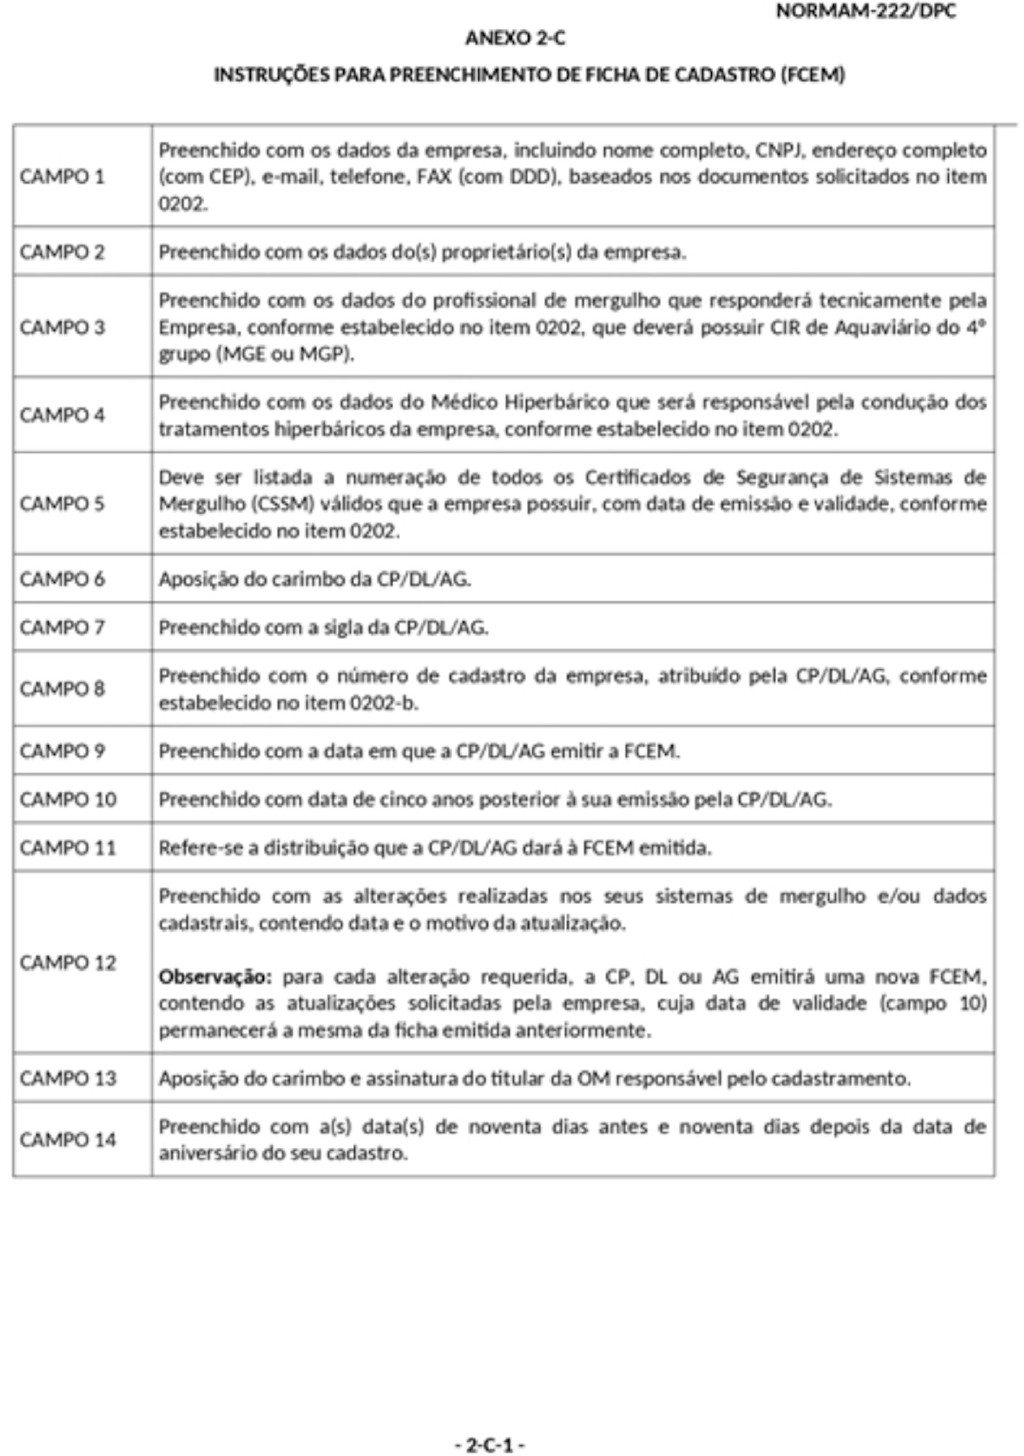 NORMAM-222/DPC
ANEXO 2-C
INSTRUÇÕES PARA PREENCHIMENTO DE FICHA DE CADASTRO (FCEM)
CAMPO 1
Preenchido com os dados da empresa, incluindo nome completo, CNPJ, endereço completo
(com CEP), e-mail, telefone, FAX (com DDD), baseados nos documentos solicitados no item
0202.
CAMPO 2
Preenchido com os dados do(s) proprietário(s) da empresa.
CAMPO 3
Preenchido com os dados do profissional de mergulho que responderá tecnicamente pela
Empresa, conforme estabelecido no item 0202, que deverá possuir CIR de Aquaviário do 4º
grupo (MGE ou MGP).
CAMPO 4
Preenchido com os dados do Médico Hiperbárico que será responsável pela condução dos
tratamentos hiperbáricos da empresa, conforme estabelecido no item 0202.
CAMPO 5
Deve ser listada a numeração de todos os Certificados de Segurança de Sistemas de
Mergulho (CSSM) válidos que a empresa possuir, com data de emissão e validade, conforme
estabelecido no item 0202.
CAMPO 6
Aposição do carimbo da CP/DL/AG.
CAMPO 7
Preenchido com a sigla da CP/DL/AG.
CAMPO 8
Preenchido com o número de cadastro da empresa, atribuído pela CP/DL/AG, conforme
estabelecido no item 0202-b.
CAMPO 9
Preenchido com a data em que a CP/DL/AG emitir a FCEM.
CAMPO 10
Preenchido com data de cinco anos posterior à sua emissão pela CP/DL/AG.
CAMPO 11
Refere-se a distribuição que a CP/DL/AG dará à FCEM emitida.
CAMPO 12
Preenchido com as alterações realizadas nos seus sistemas de mergulho e/ou dados
cadastrais, contendo data e o motivo da atualização.
Observação: para cada alteração requerida, a CP, DL ou AG emitirá uma nova FCEM,
contendo as atualizações solicitadas pela empresa, cuja data de validade (campo 10)
permanecerá a mesma da ficha emitida anteriormente.
CAMPO 13
Aposição do carimbo e assinatura do titular da OM responsável pelo cadastramento.
CAMPO 14
Preenchido com a(s) data(s) de noventa dias antes e noventa dias depois da data de
aniversário do seu cadastro.
- 2-C-1 -